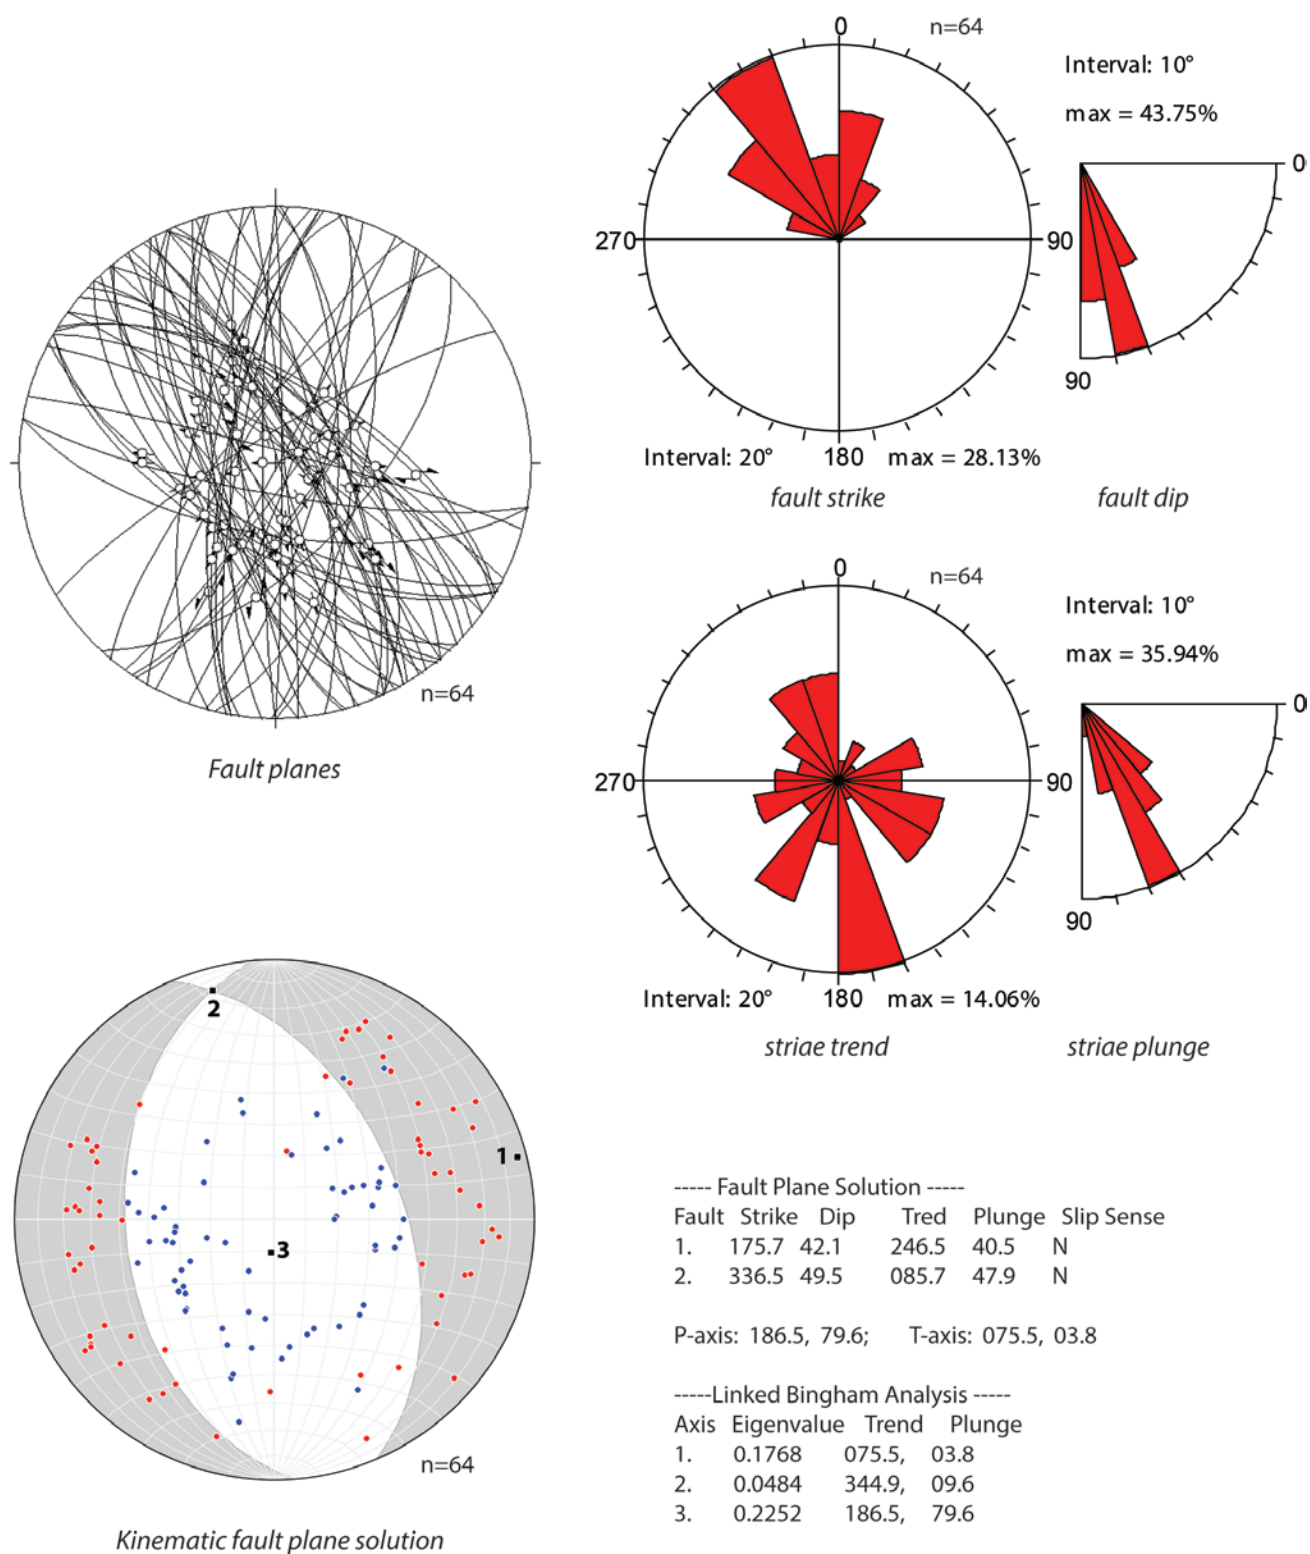 n=64
Fault planes
0
n=64
270
90
Interval: 20° 180 max = 28.13%
fault strike
Interval: 10°
max = 43.75%
0
90
fault dip
0
n=64
270
90
Interval: 20° 180 max = 14.06%
striae trend
Interval: 10°
max = 35.94%
0
90
striae plunge
2
1
3
n=64
Kinematic fault plane solution
----- Fault Plane Solution -----
Fault Strike Dip Tred Plunge Slip Sense
1. 175.7 42.1 246.5 40.5 N
2. 336.5 49.5 085.7 47.9 N
P-axis: 186.5, 79.6; T-axis: 075.5, 03.8
-----Linked Bingham Analysis -----
Axis Eigenvalue Trend Plunge
1. 0.1768 075.5, 03.8
2. 0.0484 344.9, 09.6
3. 0.2252 186.5, 79.6